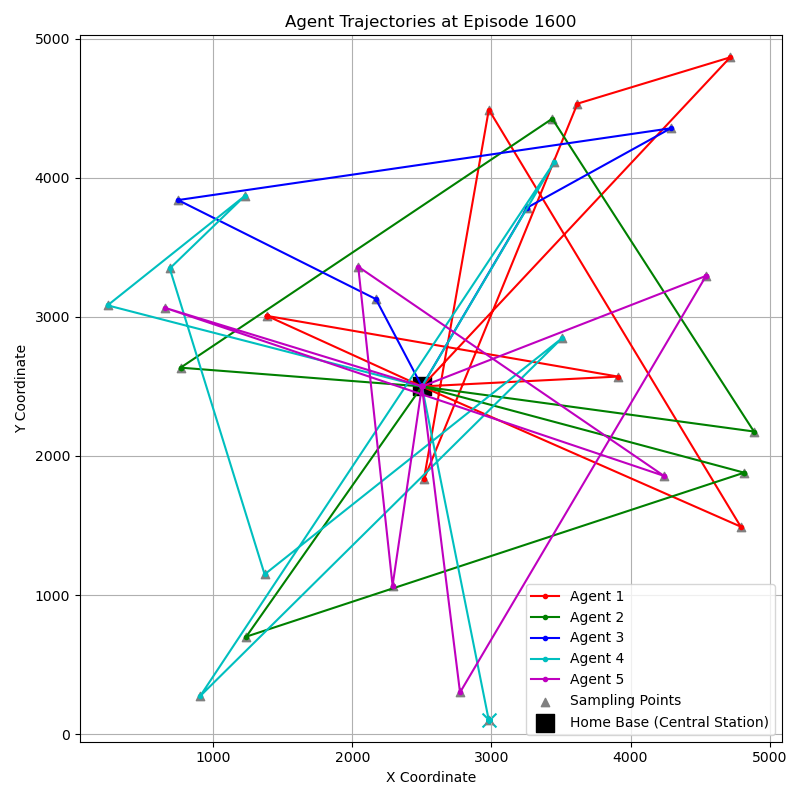 Agent Trajectories at Episode 1600
5000
4000
3000
2000
1000
0
Y Coordinate
1000
2000
3000
4000
5000
X Coordinate
Agent 1
Agent 2
Agent 3
Agent 4
Agent 5
Sampling Points
Home Base (Central Station)